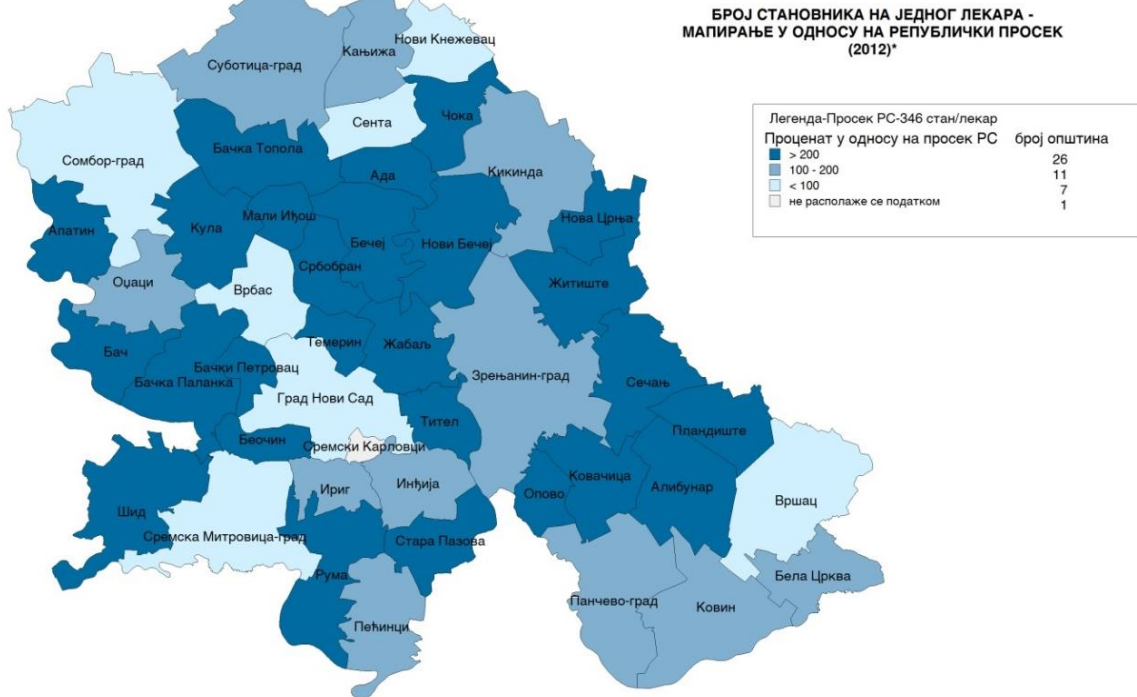 БРОЈ СТАНОВНИКА НА ЈЕДНОГ ЛЕКАРА -
МАПИРАЊЕ У ОДНОСУ НА РЕПУБЛИЧКИ ПРОСЕК
(2012)*
Легенда-Просек РС-346 стан/лекар
Проценат у односу на просек РС број општина
> 200 26
100 - 200 11
< 100 7
не располаже се податком 1
Нови Кнежевац
Кањижа
Суботица-град
Чока
Сента
Сомбор-град
Бачка Топола
Ада
Кикинда
Апатин
Кула
Мали Иђош
Бечеј
Нови Бечеј
Нова Црња
Србобран
Оџаци
Врбас
Житиште
Темерин
Жабаљ
Бач
Бачки Петровац
Бачка Паланка
Зрењанин-град
Сечањ
Град Нови Сад
Тител
Пландиште
Беочин
Сремски Карловци
Ириг
Инђија
Опово
Ковачица
Алибунар
Вршац
Шид
Сремска Митровица-град
Стара Пазова
Рума
Бела Црква
Панчево-град
Ковин
Пећинци